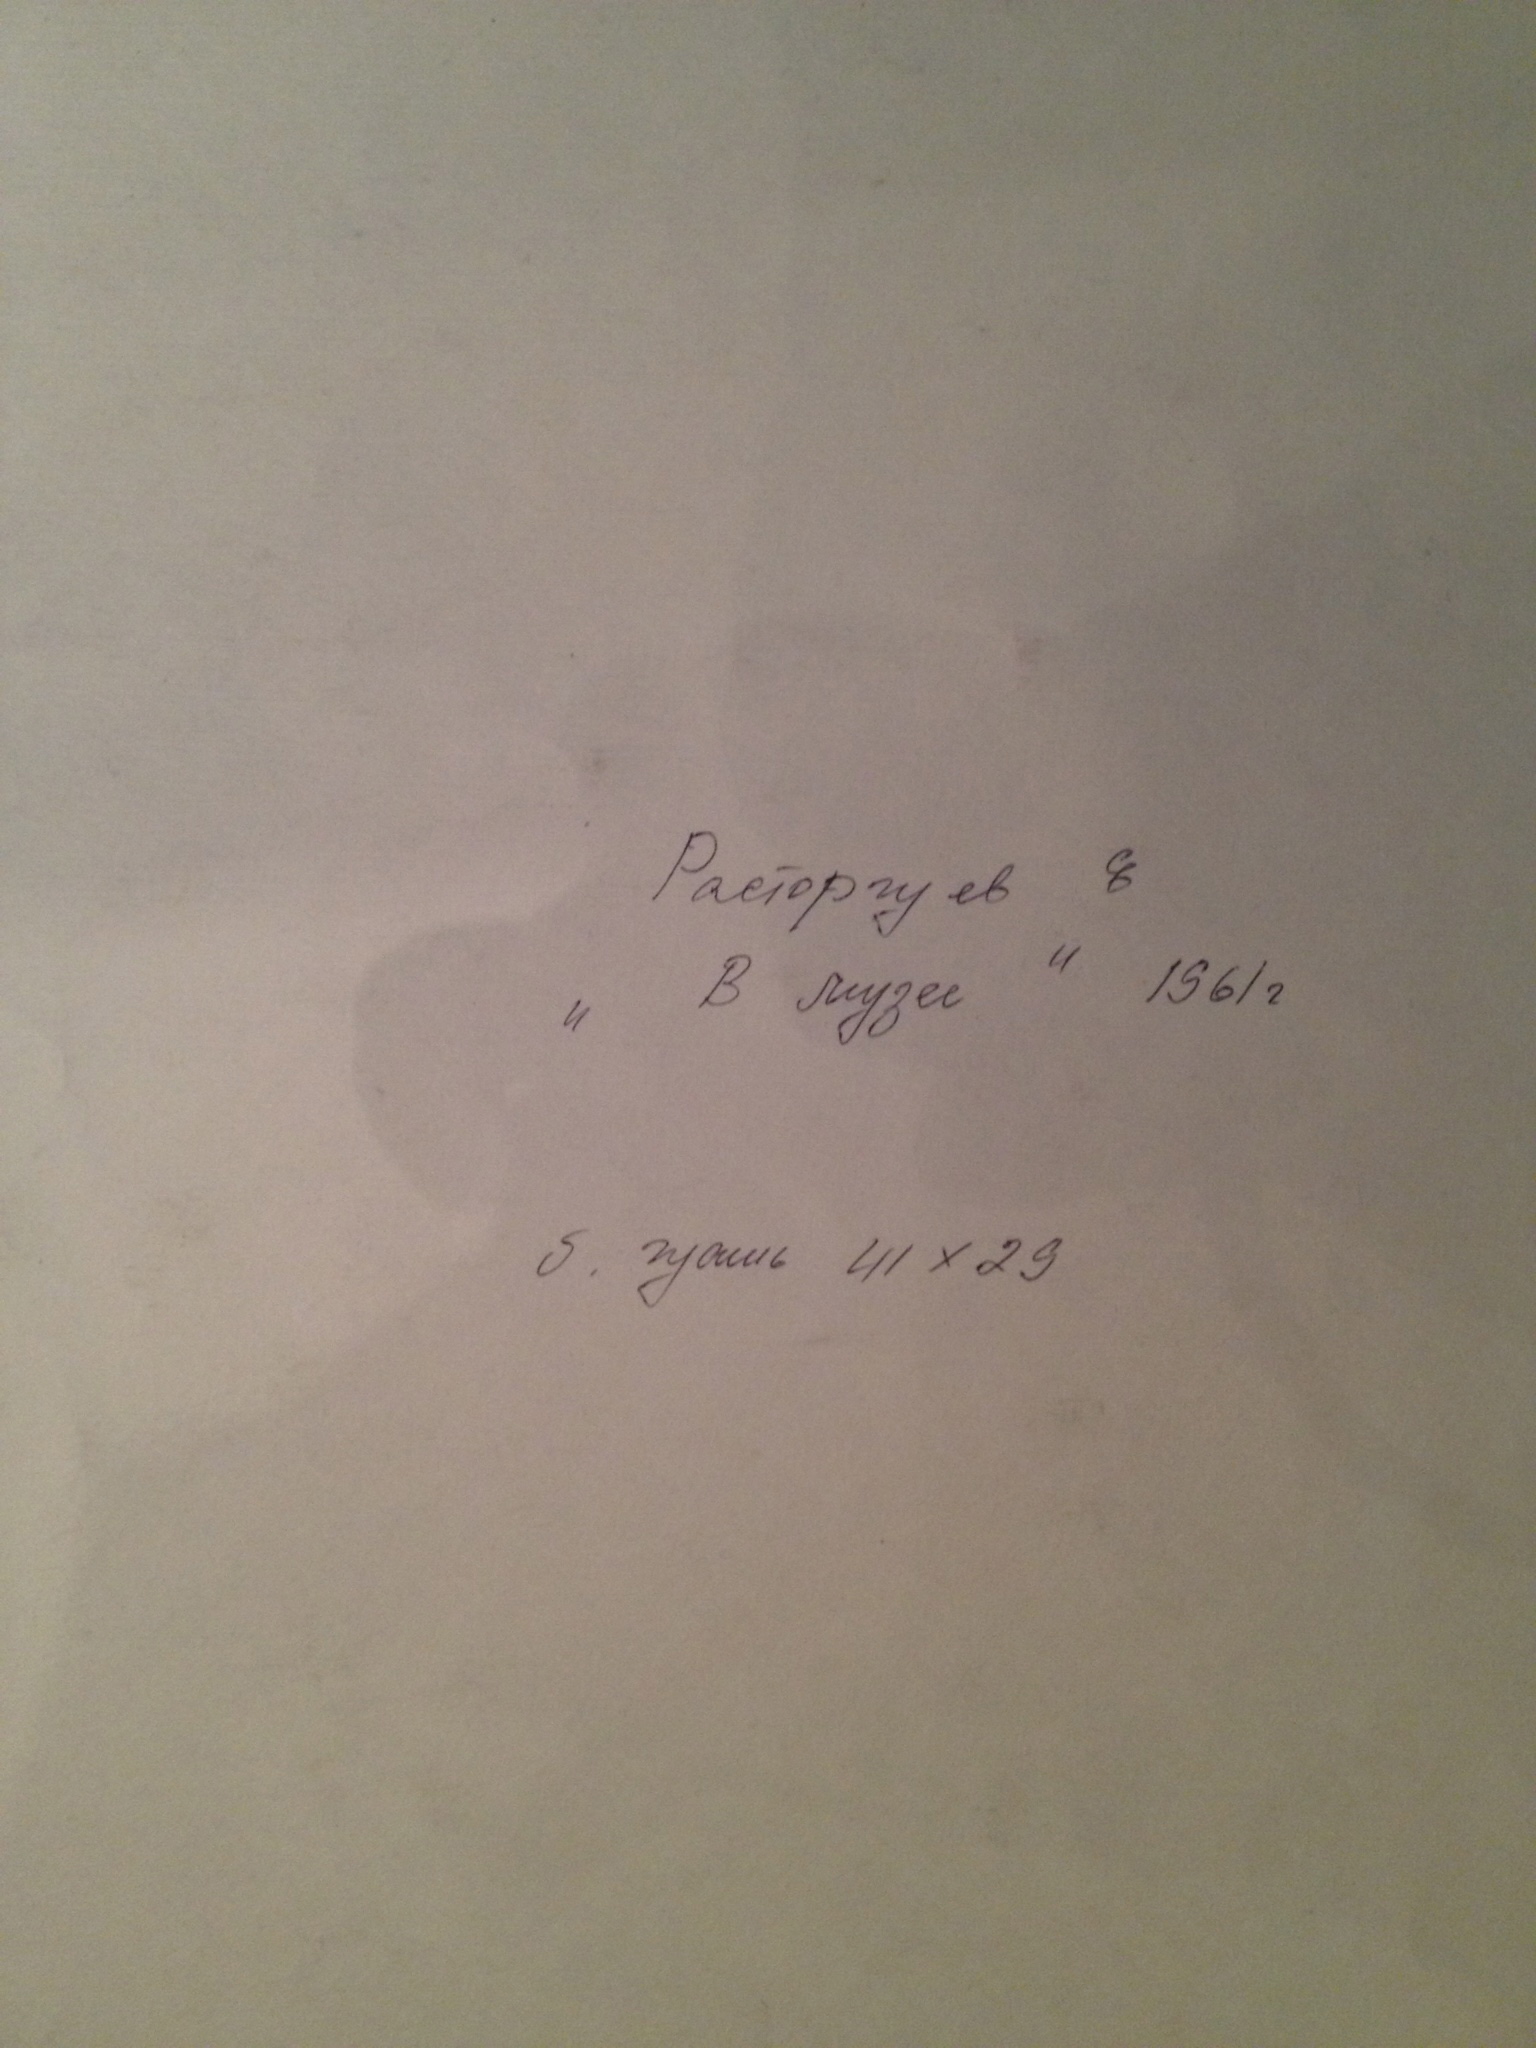 Расторгуев Е
" В музее " 1961г
Б. гуашь 41 х 29